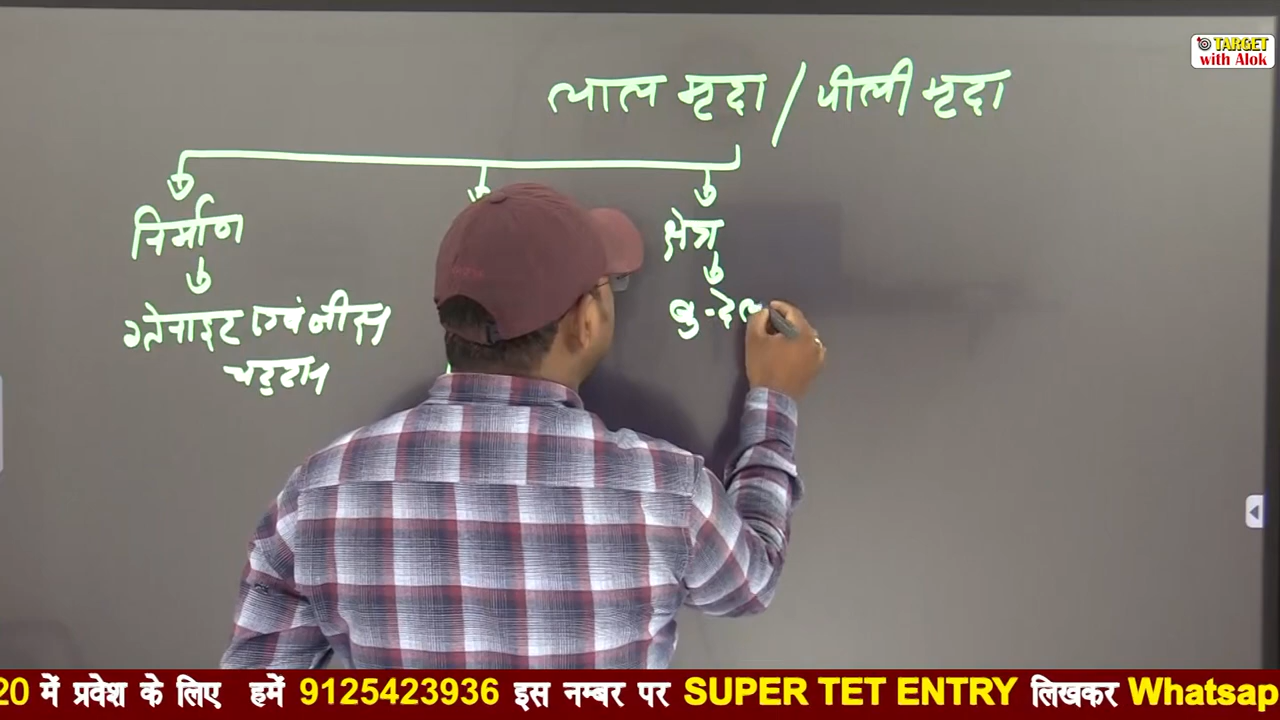 TARGET
with Alok
लाल मृदा / पीली मृदा
निर्माण
क्षेत्र
ग्रेनाइट एवं नीस
चट्टान
बुन्देल
20 में प्रवेश के लिए हमें 9125423936 इस नम्बर पर SUPER TET ENTRY लिखकर Whatsap